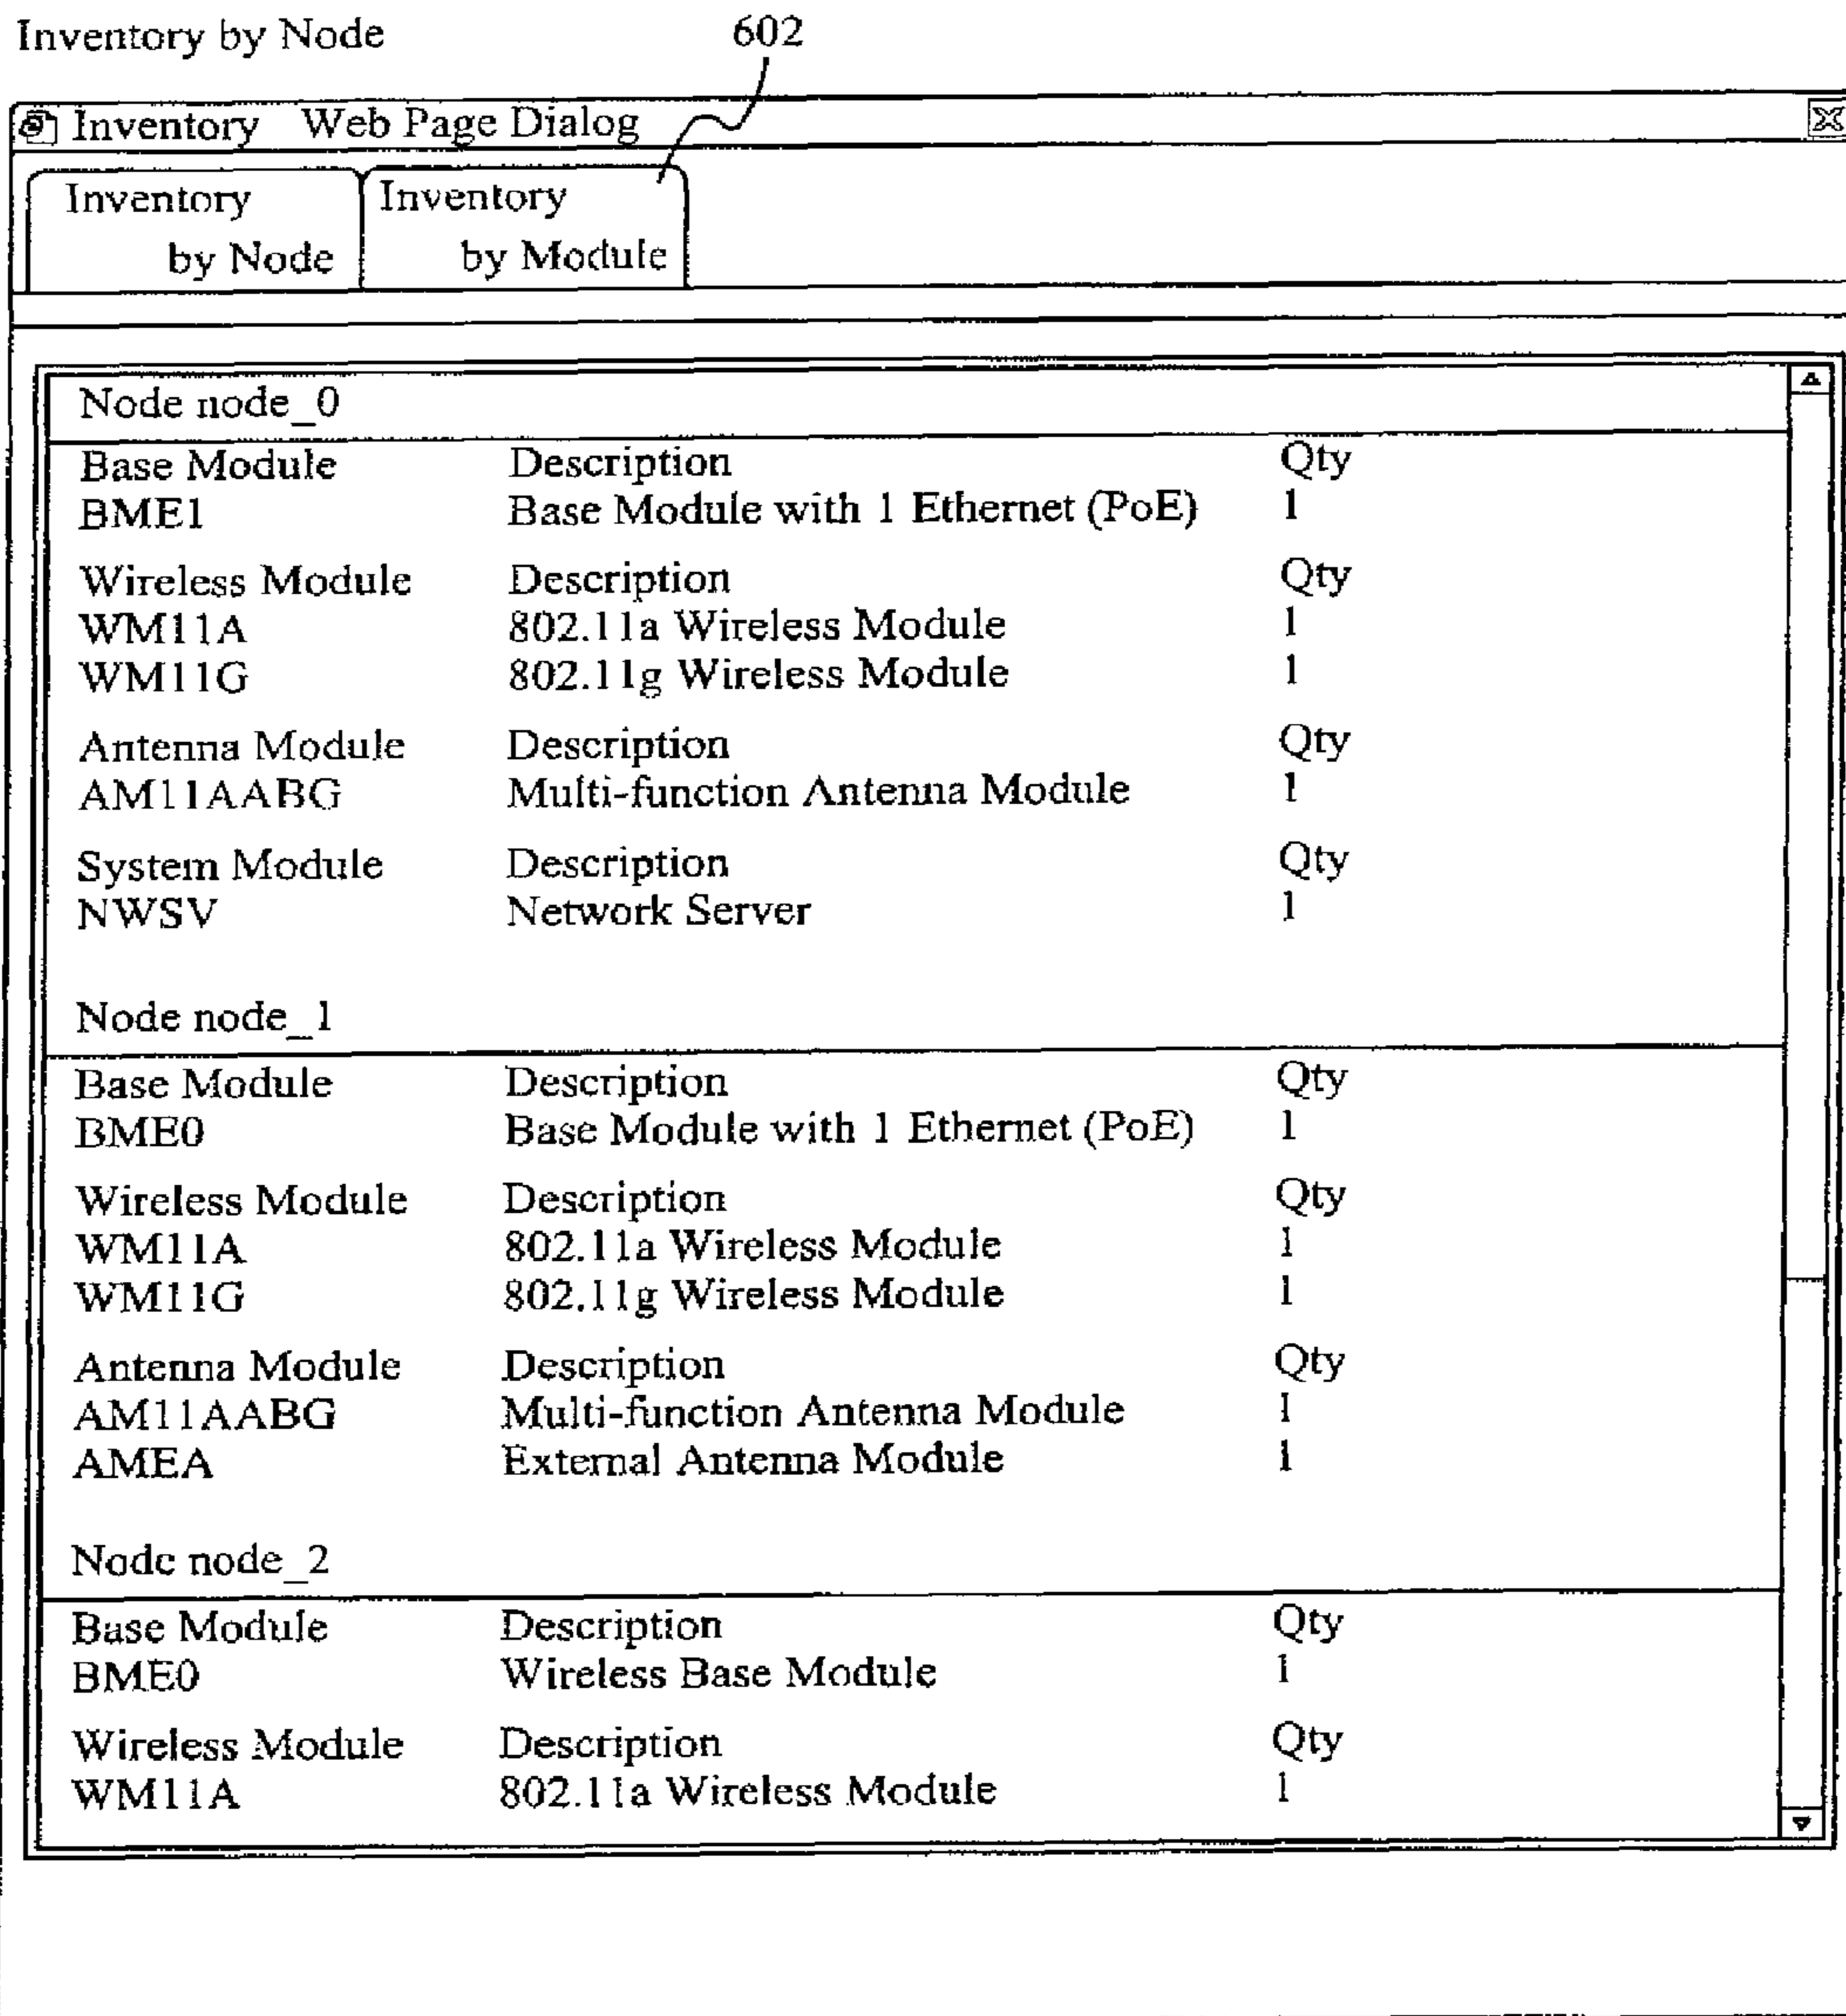 Inventory by Node
602
Inventory Web Page Dialog
Inventory by Node
Inventory by Module
Node node_0
Base Module Description Qty
BME1 Base Module with 1 Ethernet (PoE) 1
Wireless Module Description Qty
WM11A 802.11a Wireless Module 1
WM11G 802.11g Wireless Module 1
Antenna Module Description Qty
AM11AABG Multi-function Antenna Module 1
System Module Description Qty
NWSV Network Server 1
Node node_1
Base Module Description Qty
BME0 Base Module with 1 Ethernet (PoE) 1
Wireless Module Description Qty
WM11A 802.11a Wireless Module 1
WM11G 802.11g Wireless Module 1
Antenna Module Description Qty
AM11AABG Multi-function Antenna Module 1
AMEA External Antenna Module 1
Node node_2
Base Module Description Qty
BME0 Wireless Base Module 1
Wireless Module Description Qty
WM11A 802.11a Wireless Module 1